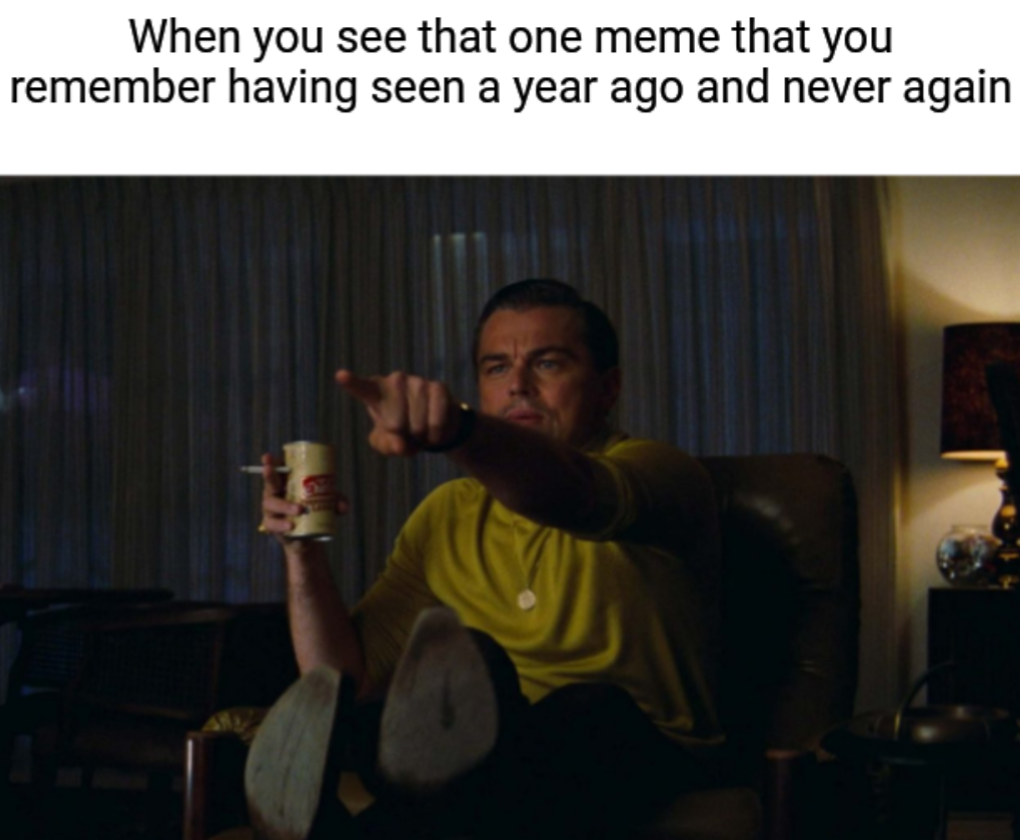 When you see that one meme that you
remember having seen a year ago and never again